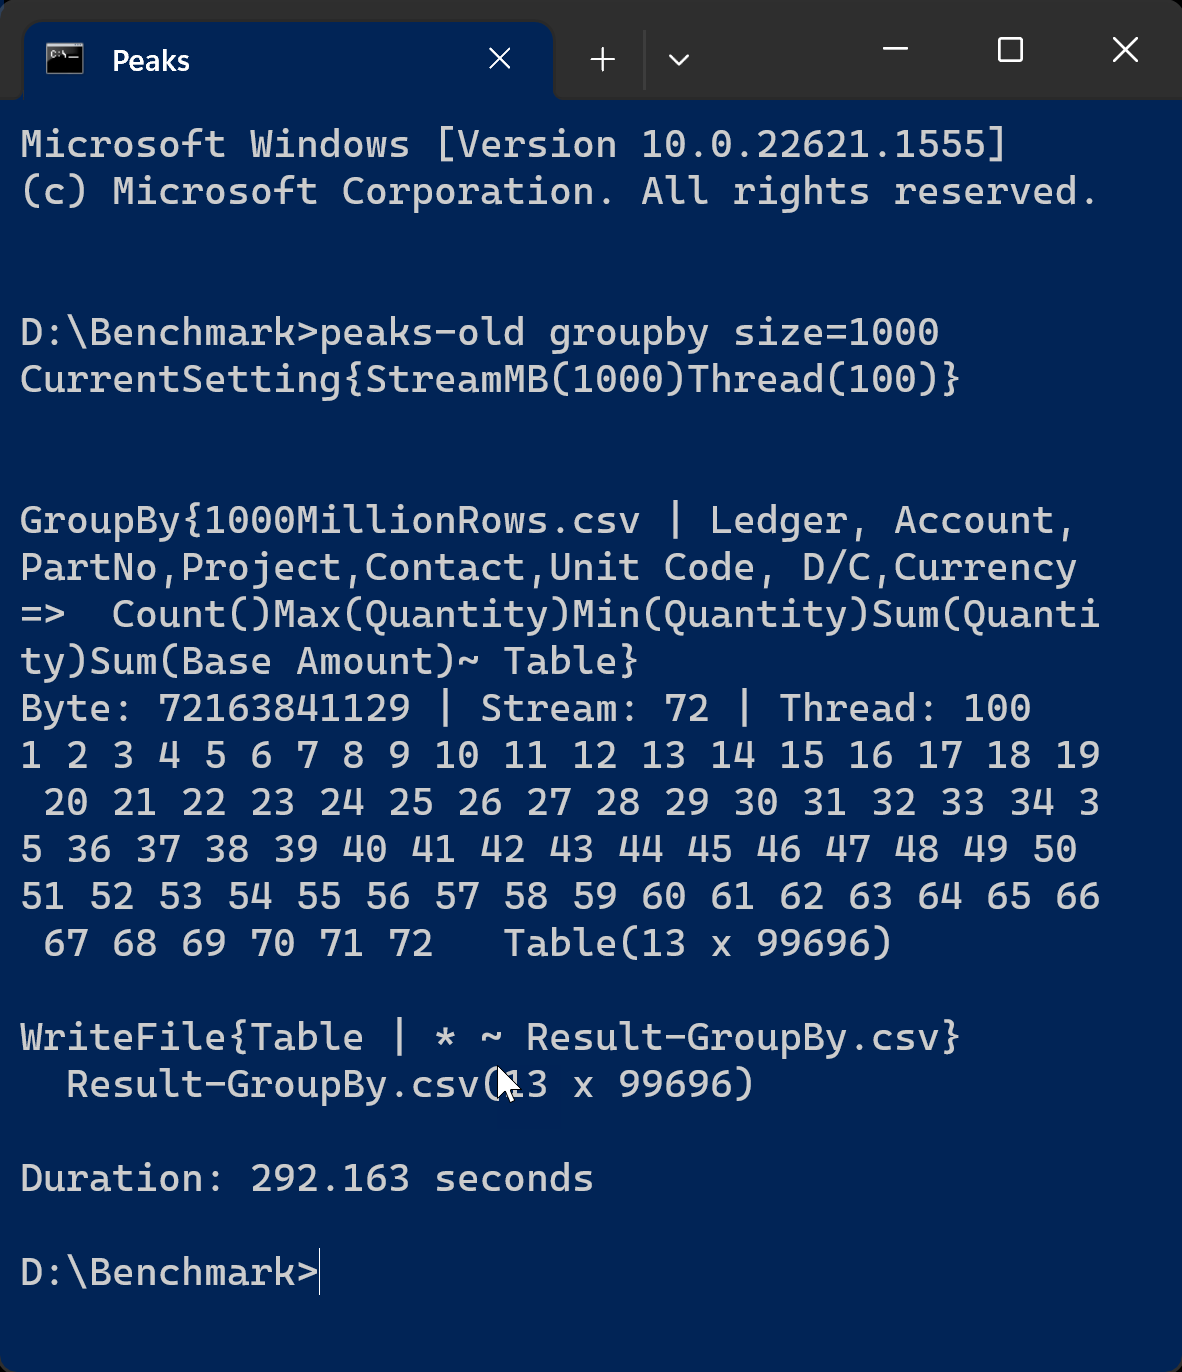 Peaks
Microsoft Windows [Version 10.0.22621.1555]
(c) Microsoft Corporation. All rights reserved.
D:\Benchmark>peaks-old groupby size=1000
CurrentSetting{StreamMB(1000)Thread(100)}
GroupBy{1000MillionRows.csv | Ledger, Account,
PartNo,Project,Contact,Unit Code, D/C,Currency
=>  Count()Max(Quantity)Min(Quantity)Sum(Quanti
ty)Sum(Base Amount)~ Table}
Byte: 72163841129 | Stream: 72 | Thread: 100
1 2 3 4 5 6 7 8 9 10 11 12 13 14 15 16 17 18 19
 20 21 22 23 24 25 26 27 28 29 30 31 32 33 34 3
5 36 37 38 39 40 41 42 43 44 45 46 47 48 49 50
51 52 53 54 55 56 57 58 59 60 61 62 63 64 65 66
 67 68 69 70 71 72   Table(13 x 99696)
WriteFile{Table | * ~ Result-GroupBy.csv}
  Result-GroupBy.csv(13 x 99696)
Duration: 292.163 seconds
D:\Benchmark>